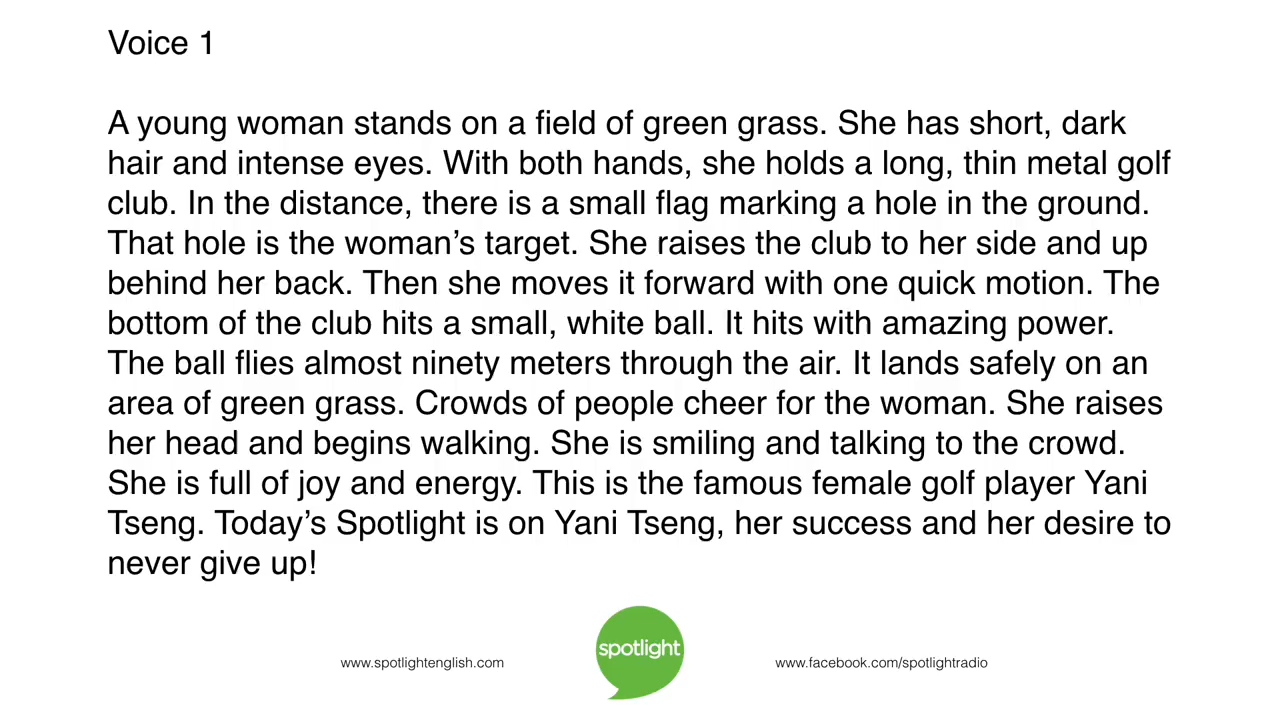 Voice 1
A young woman stands on a field of green grass. She has short, dark
hair and intense eyes. With both hands, she holds a long, thin metal golf
club. In the distance, there is a small flag marking a hole in the ground.
That hole is the woman’s target. She raises the club to her side and up
behind her back. Then she moves it forward with one quick motion. The
bottom of the club hits a small, white ball. It hits with amazing power.
The ball flies almost ninety meters through the air. It lands safely on an
area of green grass. Crowds of people cheer for the woman. She raises
her head and begins walking. She is smiling and talking to the crowd.
She is full of joy and energy. This is the famous female golf player Yani
Tseng. Today’s Spotlight is on Yani Tseng, her success and her desire to
never give up!
www.spotlightenglish.com
spotlight
www.facebook.com/spotlightradio